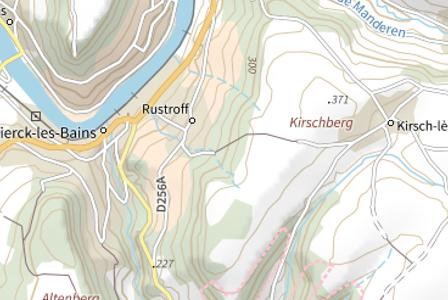 s
de Manderen
300
.371
Rustroff
Kirschberg
Kirsch-lè
ierck-les-Bains
D256A
.227
Altenberg